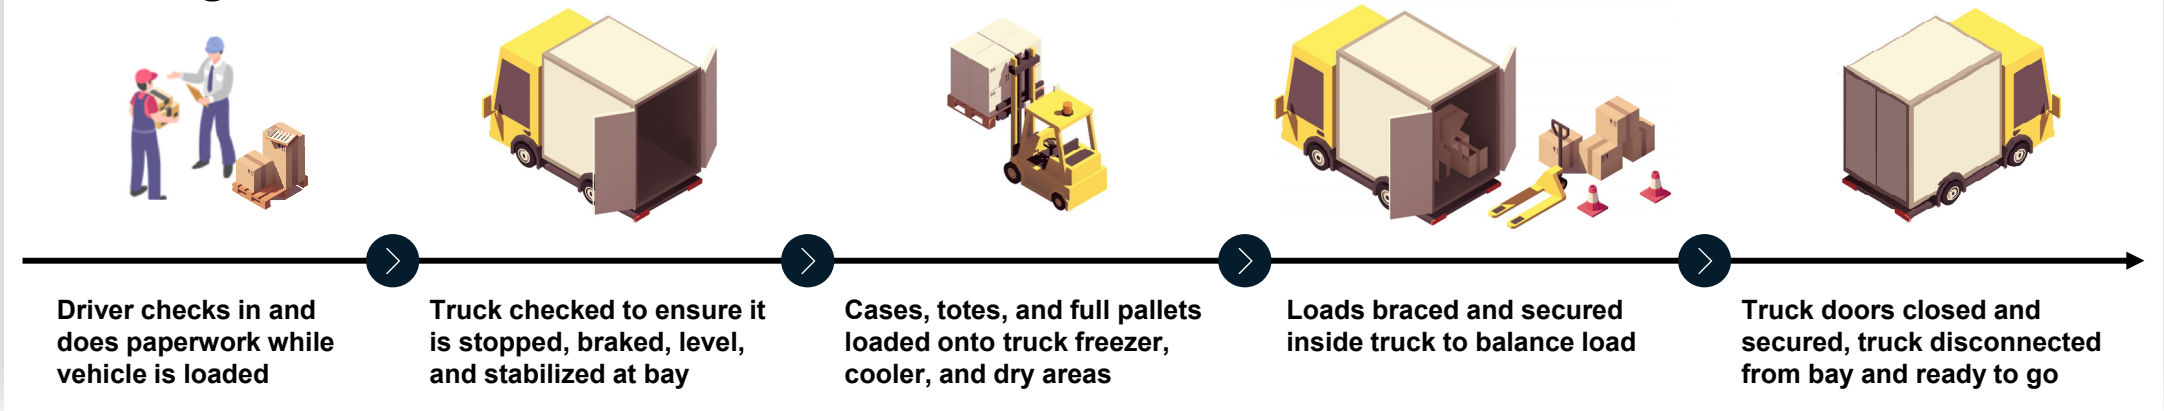 Driver checks in and
does paperwork while
vehicle is loaded
Truck checked to ensure it
is stopped, braked, level,
and stabilized at bay
Cases, totes, and full pallets
loaded onto truck freezer,
cooler, and dry areas
Loads braced and secured
inside truck to balance load
Truck doors closed and
secured, truck disconnected
from bay and ready to go